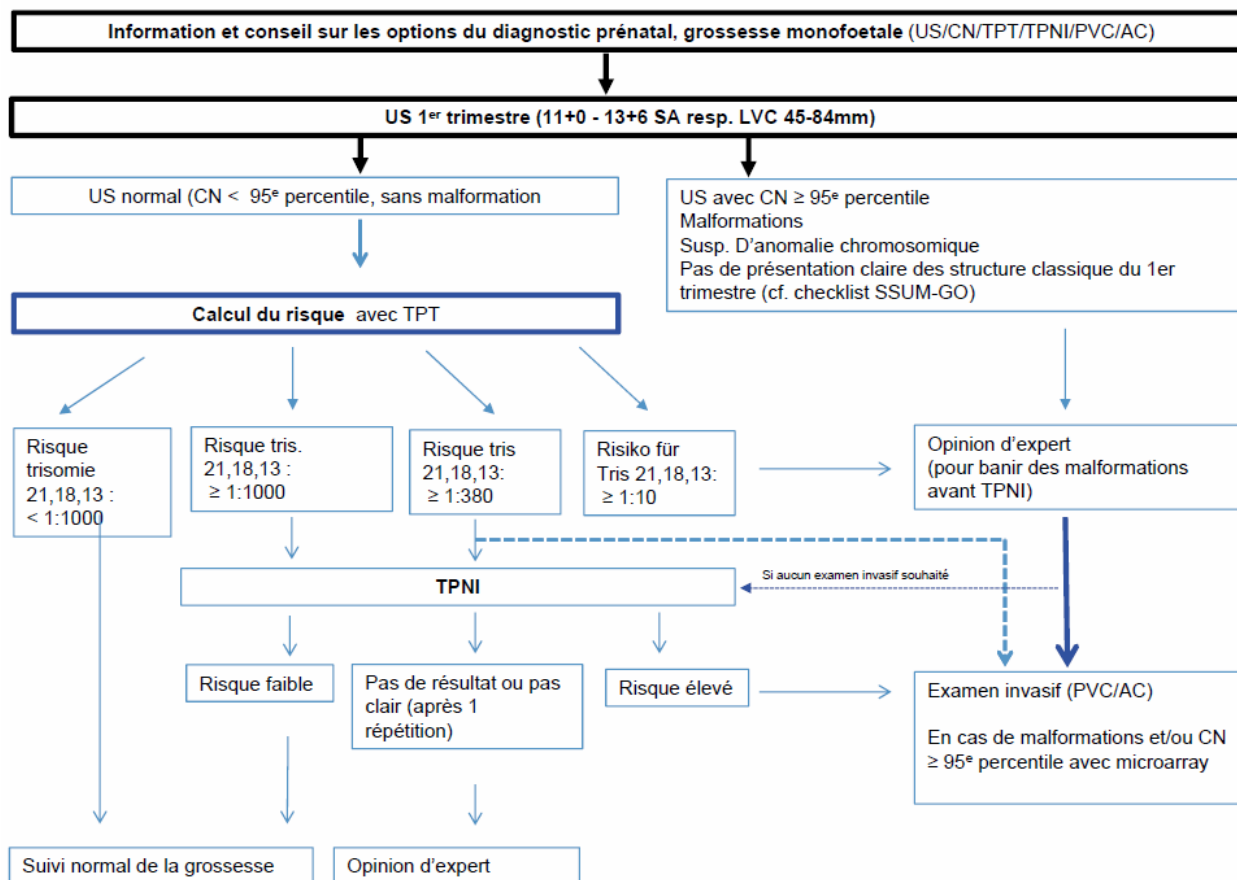 Information et conseil sur les options du diagnostic prénatal, grossesse monofoetale (US/CN/TPT/TPNI/PVC/AC)
US 1er trimestre (11+0 - 13+6 SA resp. LVC 45-84mm)
US normal (CN < 95e percentile, sans malformation
US avec CN ≥ 95e percentile
Malformations
Susp. D'anomalie chromosomique
Pas de présentation claire des structure classique du 1er
trimestre (cf. checklist SSUM-GO)
Calcul du risque avec TPT
Risque
trisomie
21,18,13 :
< 1:1000
Risque tris.
21,18,13 :
≥ 1:1000
Risque tris
21,18,13:
≥ 1:380
Risiko für
Tris 21,18,13:
≥ 1:10
Opinion d'expert
(pour banir des malformations
avant TPNI)
Si aucun examen invasif souhaité
TPNI
Risque faible
Pas de résultat ou pas
clair (après 1
répétition)
Risque élevé
Examen invasif (PVC/AC)
En cas de malformations et/ou CN
≥ 95e percentile avec microarray
Suivi normal de la grossesse
Opinion d'expert